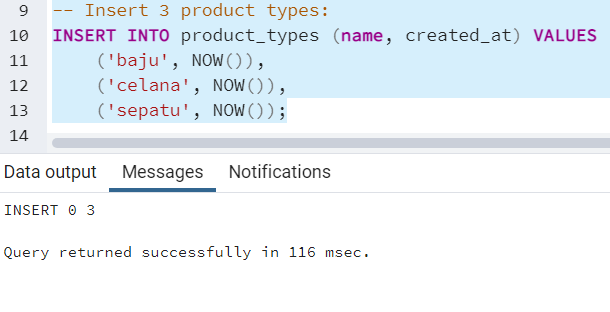 9 -- Insert 3 product types:
10 INSERT INTO product_types (name, created_at) VALUES
11 ('baju', NOW()),
12 ('celana', NOW()),
13 ('sepatu', NOW());
14
Data output Messages Notifications
INSERT 0 3
Query returned successfully in 116 msec.